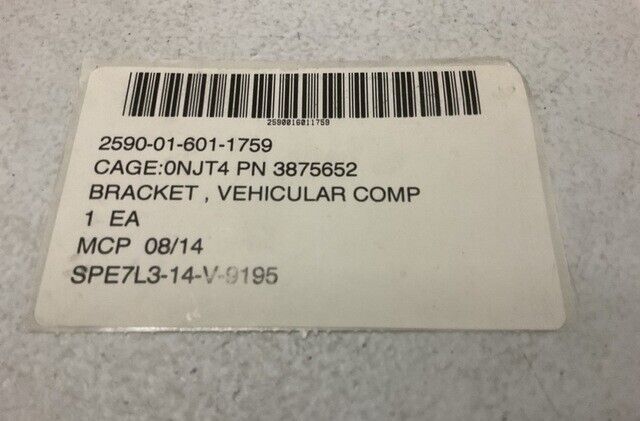 2590016011759
2590-01-601-1759
CAGE:0NJT4 PN 3875652
BRACKET , VEHICULAR COMP
1 EA
MCP 08/14
SPE7L3-14-V-9195